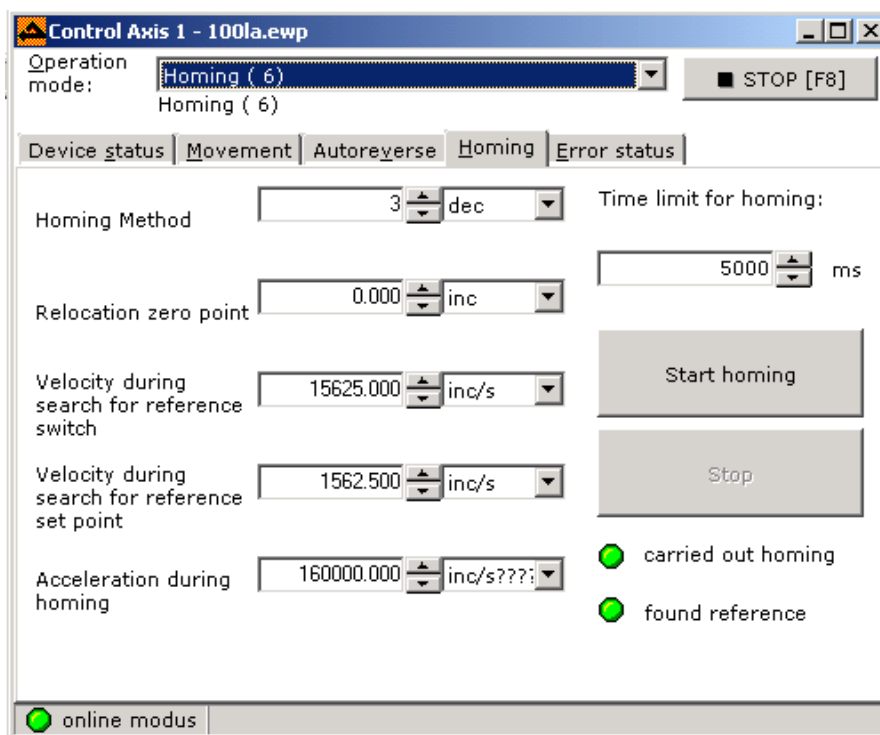 Control Axis 1 - 100la.ewp
Operation mode:
Homing ( 6)
STOP [F8]
Homing ( 6)
Device status
Movement
Autoreverse
Homing
Error status
Homing Method
3
dec
Time limit for homing:
5000
ms
Relocation zero point
0.000
inc
Velocity during
search for reference
switch
15625.000
inc/s
Start homing
Velocity during
search for reference
set point
1562.500
inc/s
Stop
Acceleration during
homing
160000.000
inc/s????
carried out homing
found reference
online modus